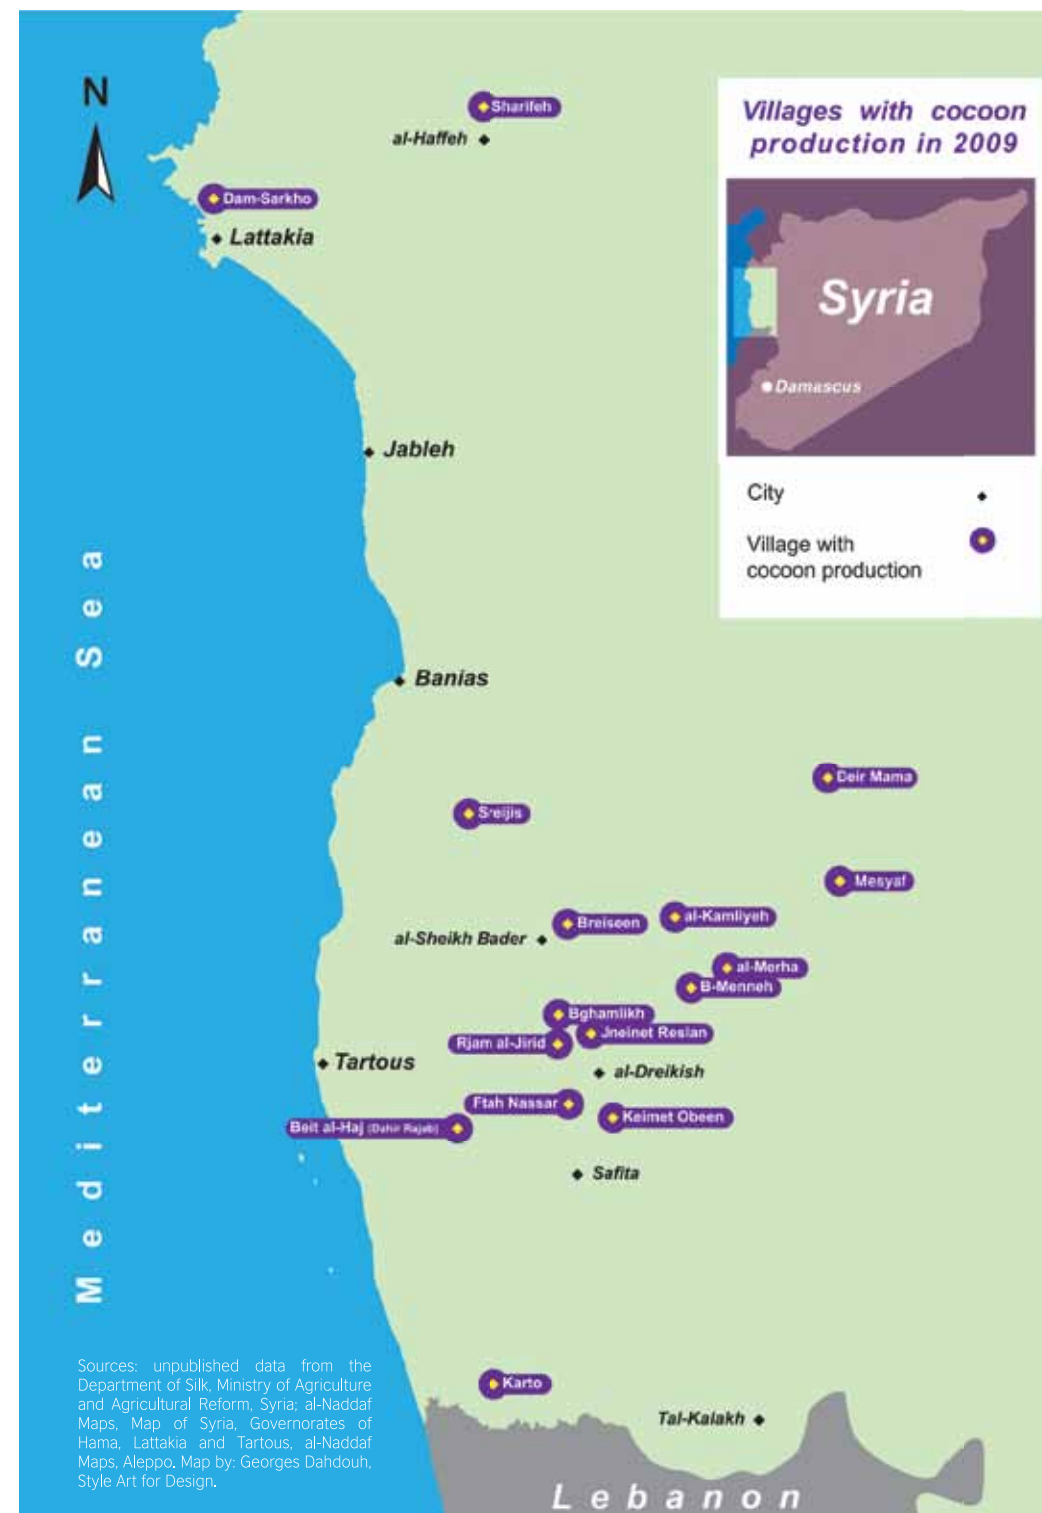 N
Sharifeh
al-Haffeh
Dam-Sarkho
Lattakia
Villages with cocoon
production in 2009
Syria
Damascus
City
Village with
cocoon production
Jableh
Banias
Mediterranean Sea
Deir Mama
Sreijis
Mesyaf
al-Kamliyeh
Breiseen
al-Sheikh Bader
al-Merha
B-Menneh
Bghamlikh
Jneinet Reslan
Rjam al-Jirid
Tartous
al-Dreikish
Ftah Nassar
Keimet Obeen
Beit al-Haj (Dahir Rajab)
Safita
Karto
Tal-Kalakh
Lebanon
Sources: unpublished data from the
Department of Silk, Ministry of Agriculture
and Agricultural Reform, Syria; al-Naddaf
Maps, Map of Syria, Governorates of
Hama, Lattakia and Tartous, al-Naddaf
Maps, Aleppo. Map by: Georges Dahdouh,
Style Art for Design.